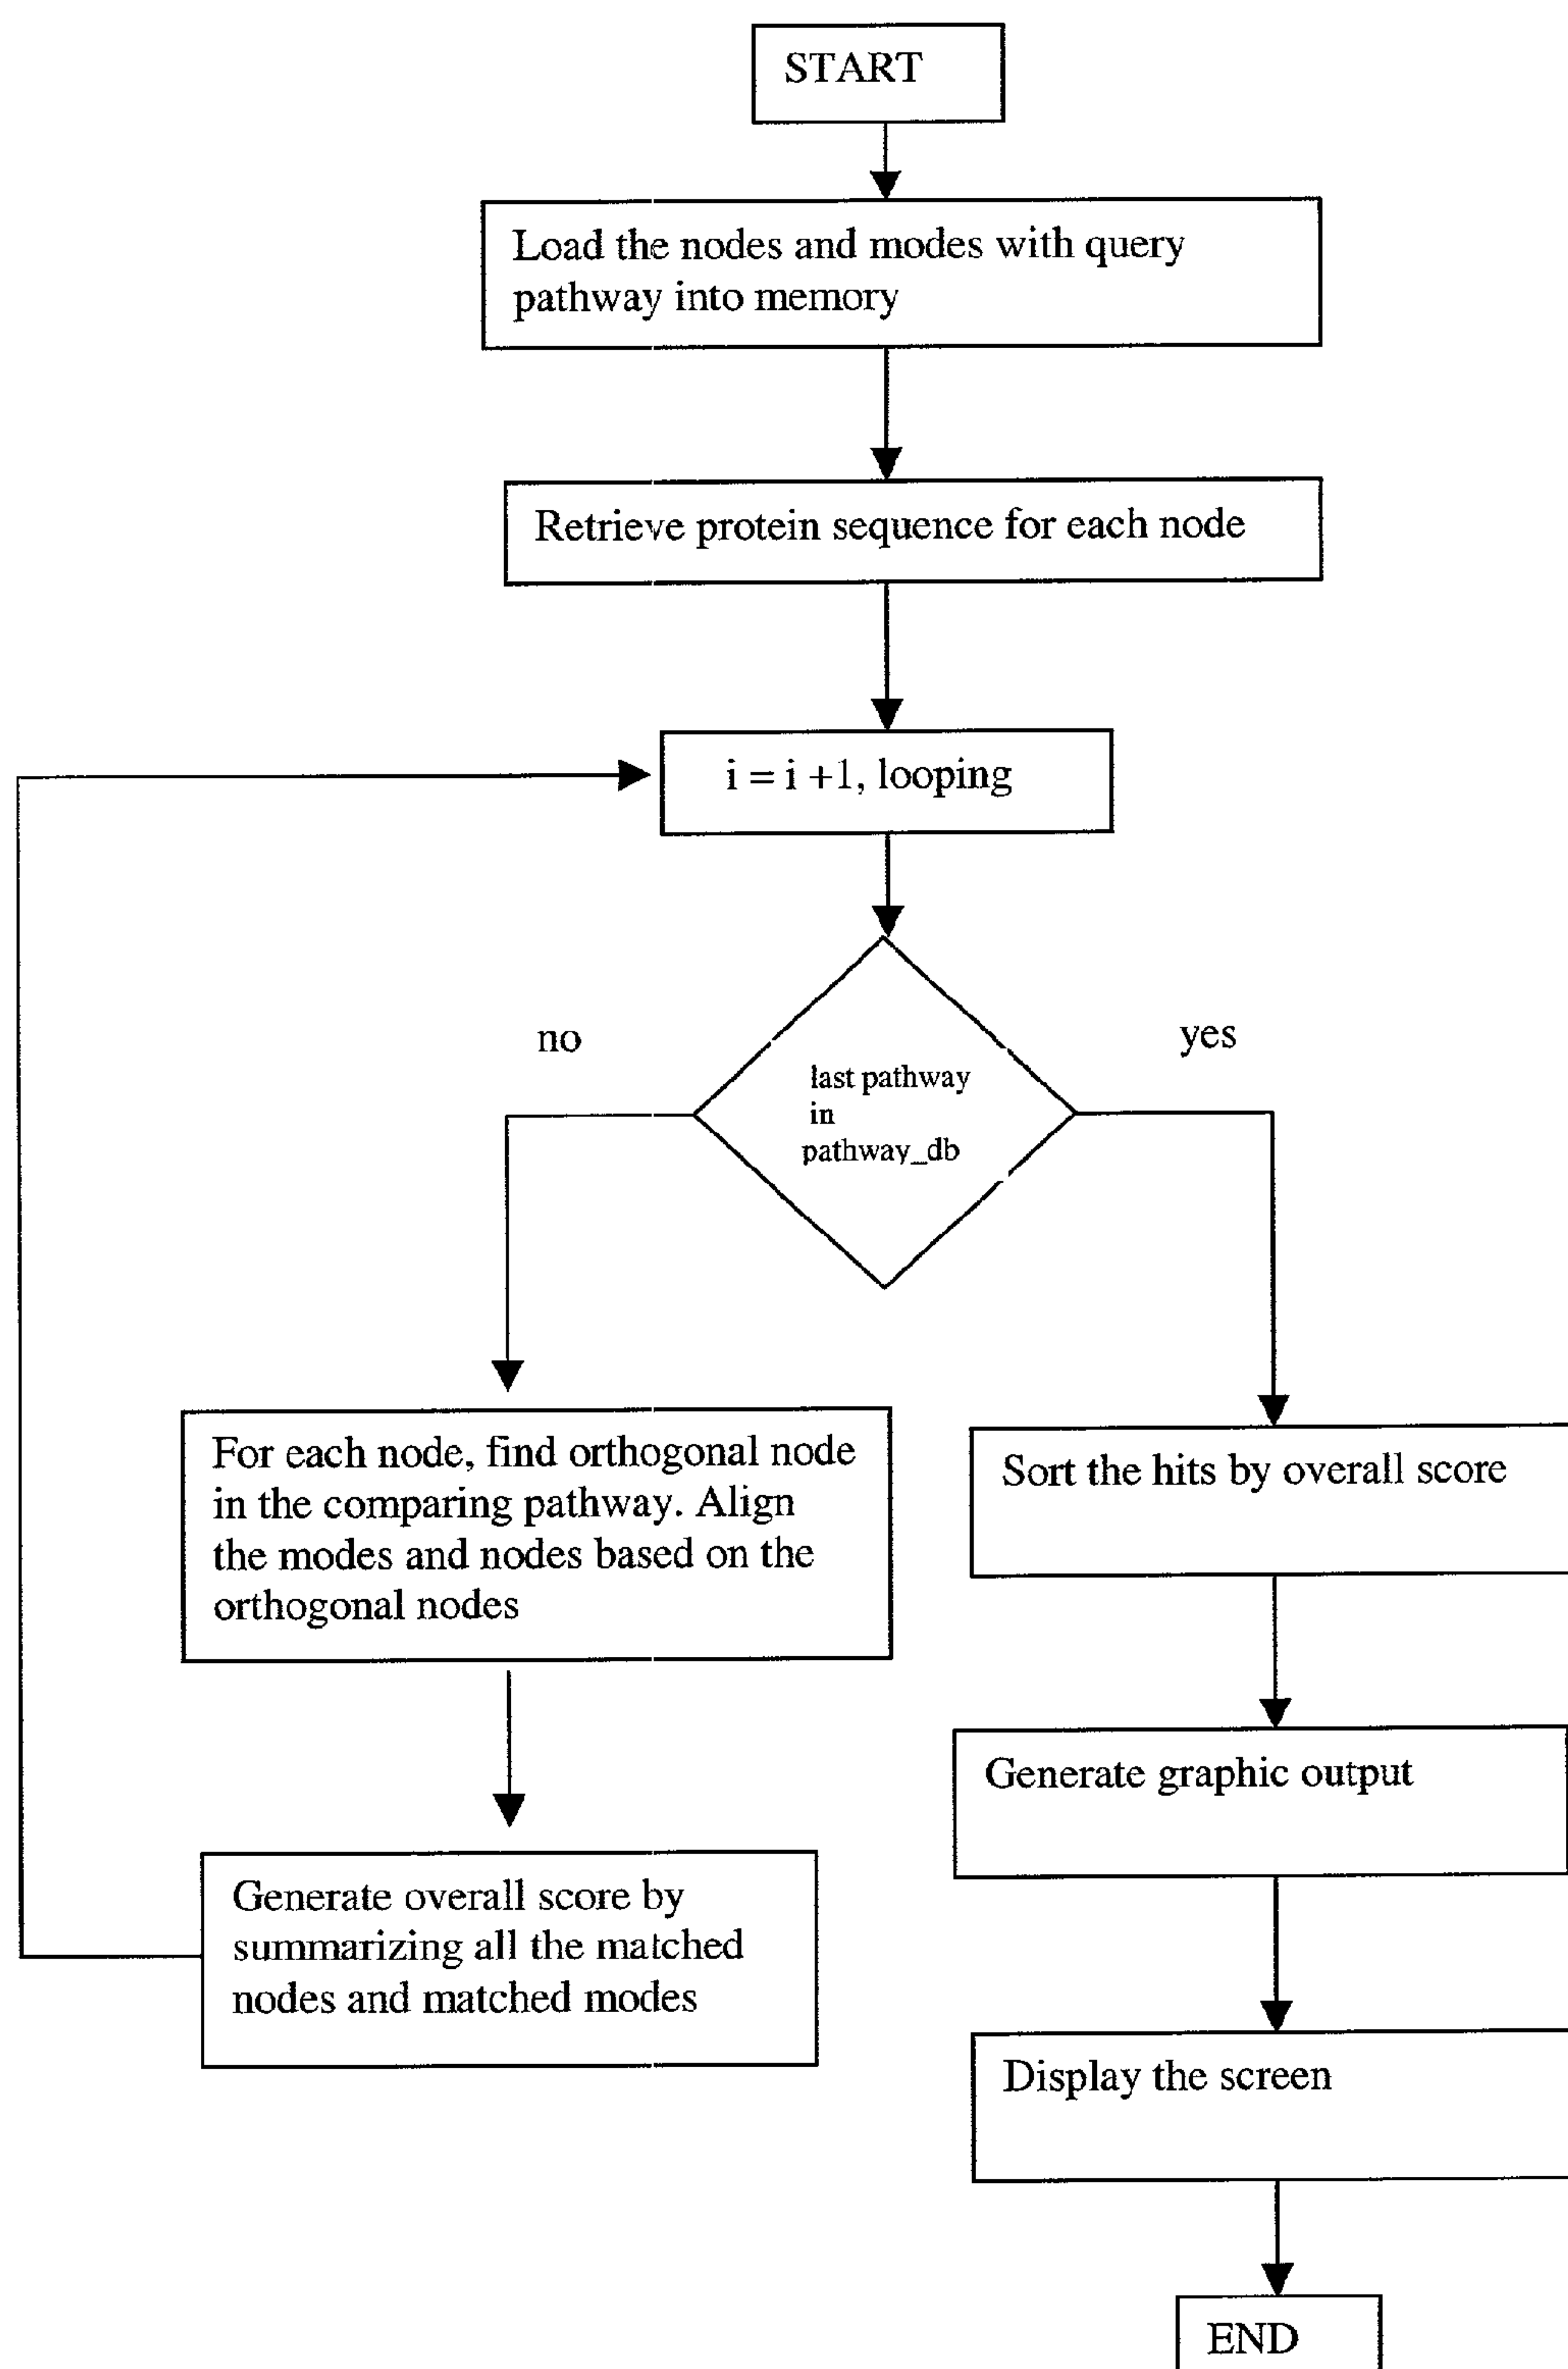 START
Load the nodes and modes with query
pathway into memory
Retrieve protein sequence for each node
i = i +1, looping
no
yes
last pathway
in
pathway_db
For each node, find orthogonal node
in the comparing pathway. Align
the modes and nodes based on the
orthogonal nodes
Sort the hits by overall score
Generate graphic output
Generate overall score by
summarizing all the matched
nodes and matched modes
Display the screen
END